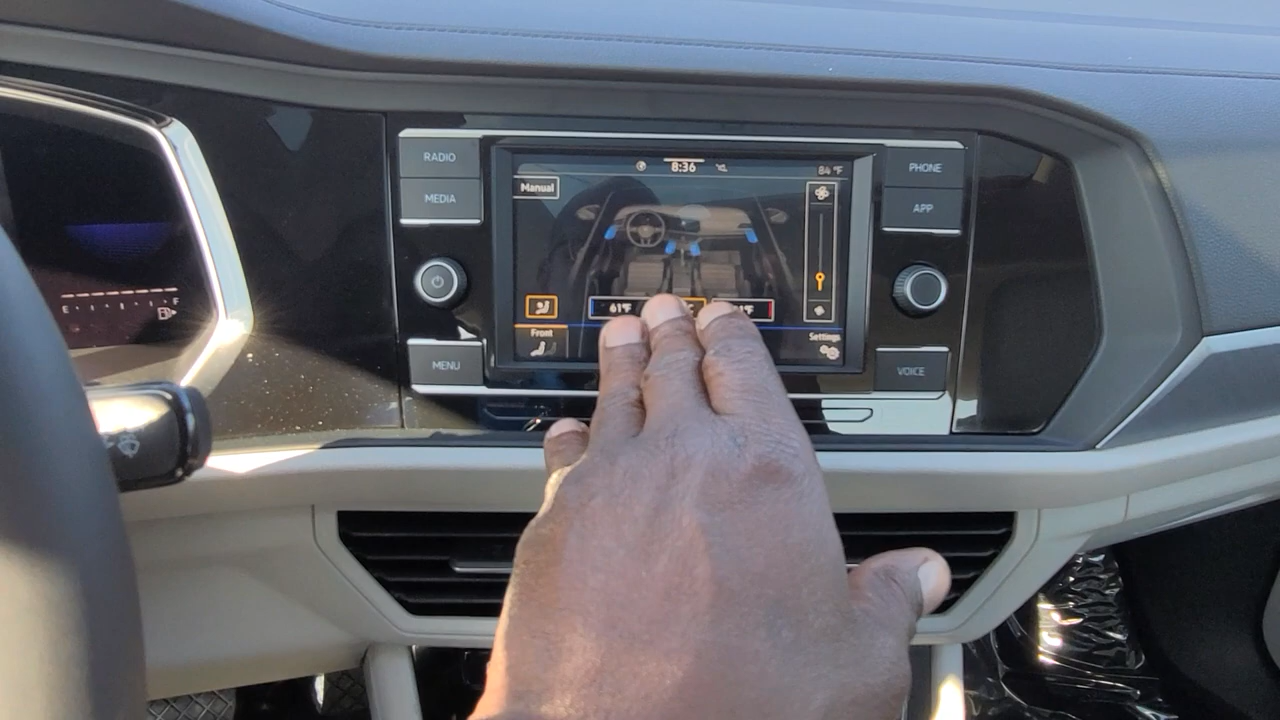 RADIO
MEDIA
MENU
8:36
84 °F
Manual
61°F
Front
Settings
PHONE
APP
VOICE
E
F